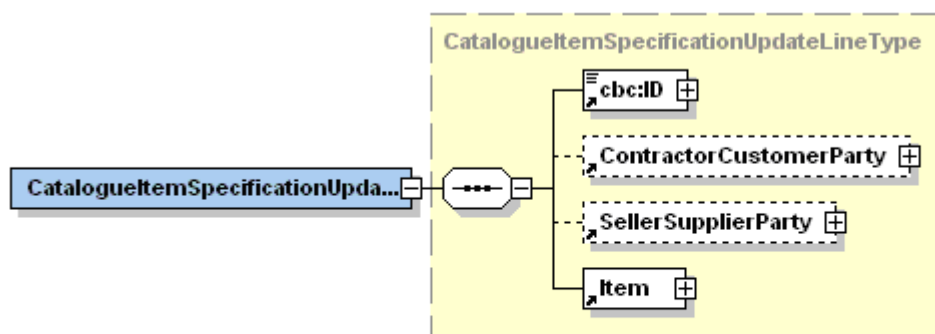 CatalogueItemSpecificationUpdateLineType
cbc:ID
ContractorCustomerParty
CatalogueItemSpecificationUpda...
SellerSupplierParty
Item